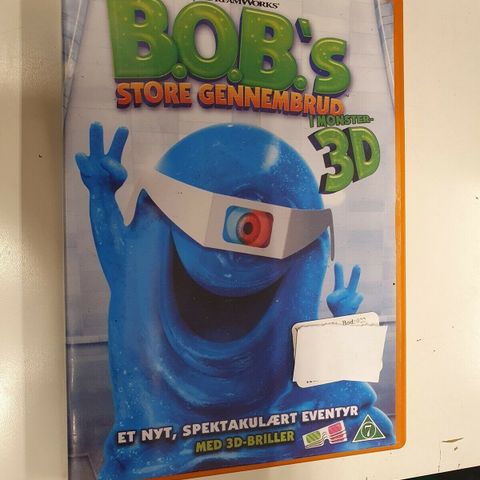 DREAMWORKS
B.O.B.'s
STORE GENNEMBRUD
I MONSTER-
3D
ET NYT, SPEKTAKULÆRT EVENTYR
MED 3D-BRILLER
7